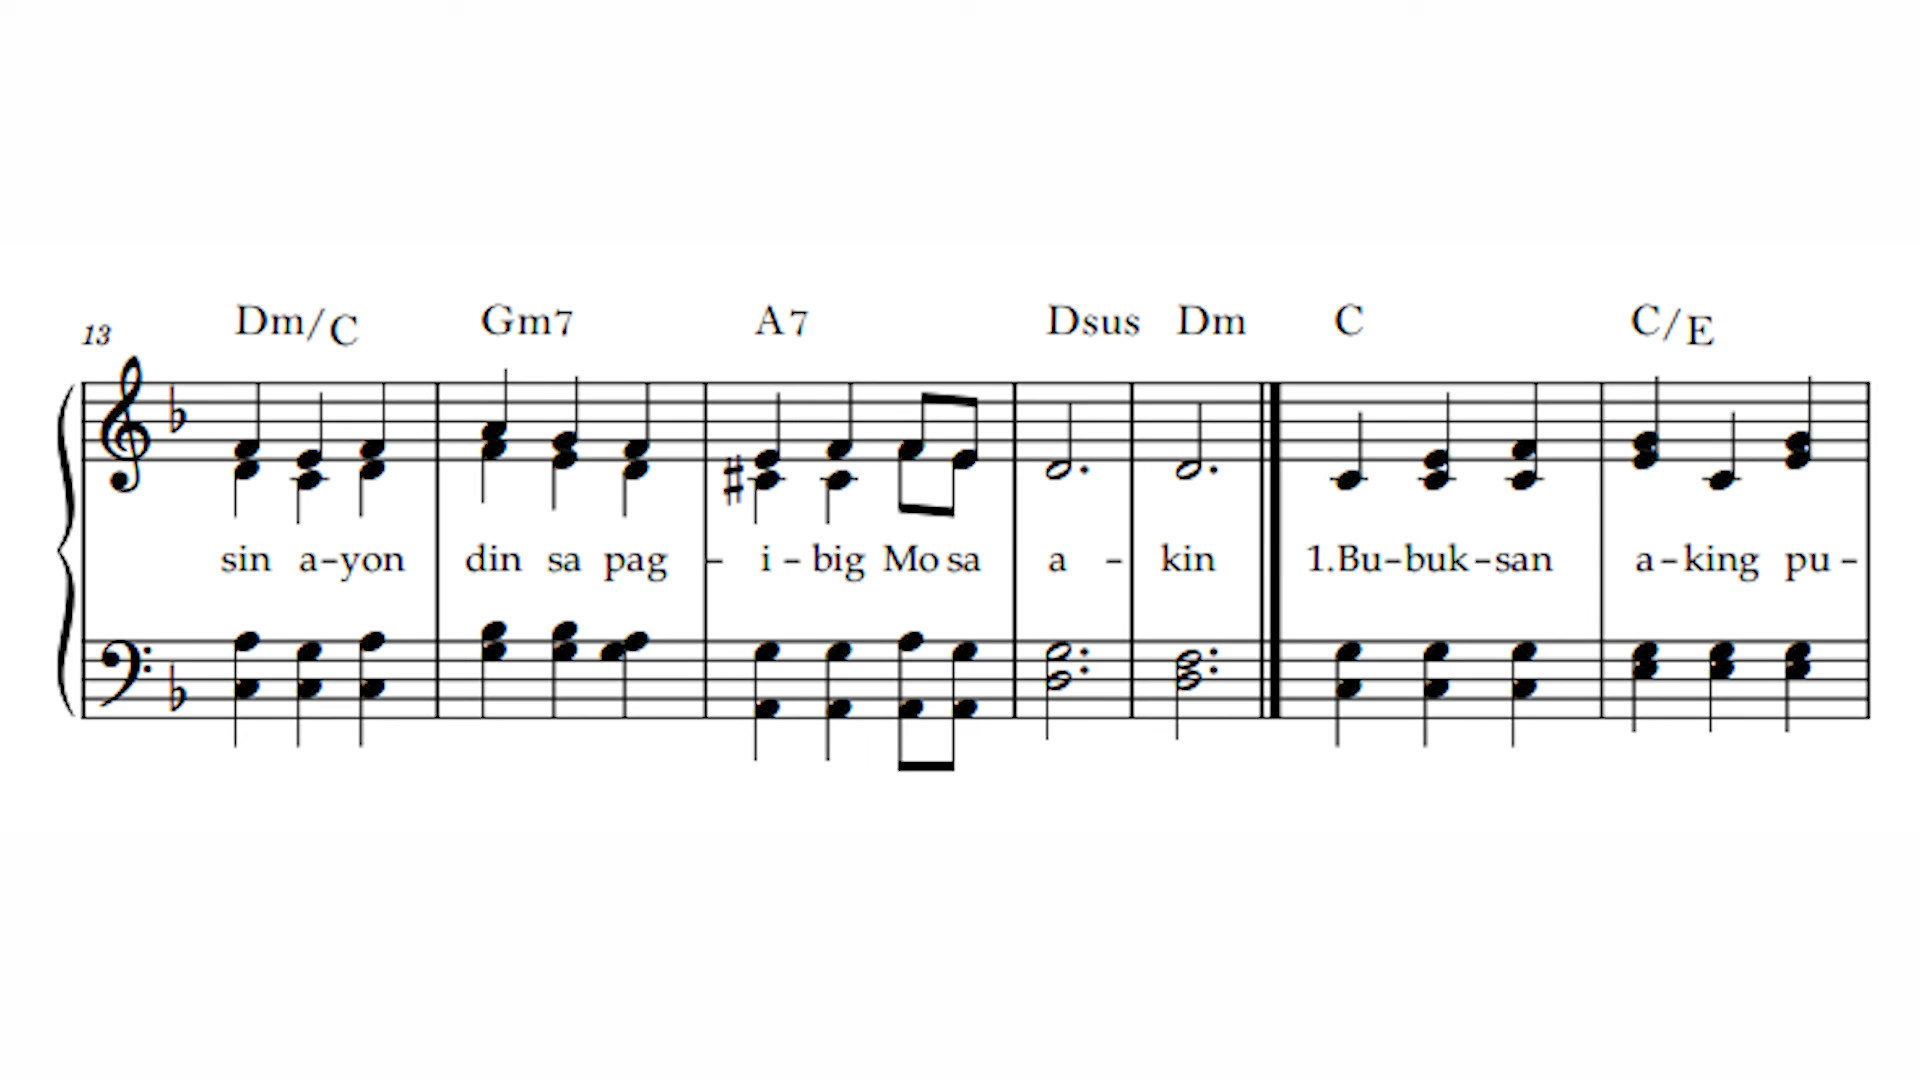 13 Dm/C Gm7 A7 Dsus Dm C C/E
sin a-yon din sa pag - i-big Mo sa a - kin 1.Bu-buk-san a-king pu-